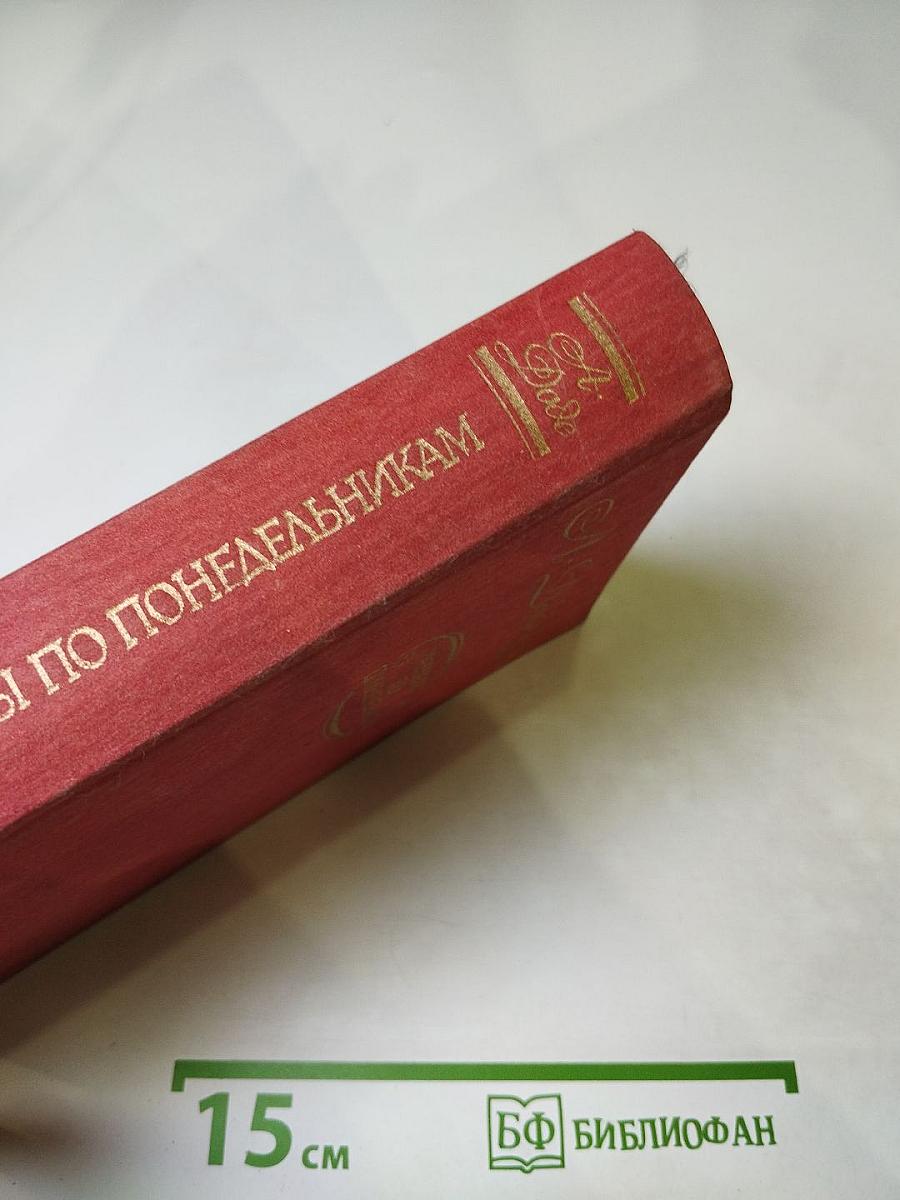 А. Доде
Ы ПО ПОНЕДЕЛЬНИКАМ
15 см
БФ БИБЛИОФАН